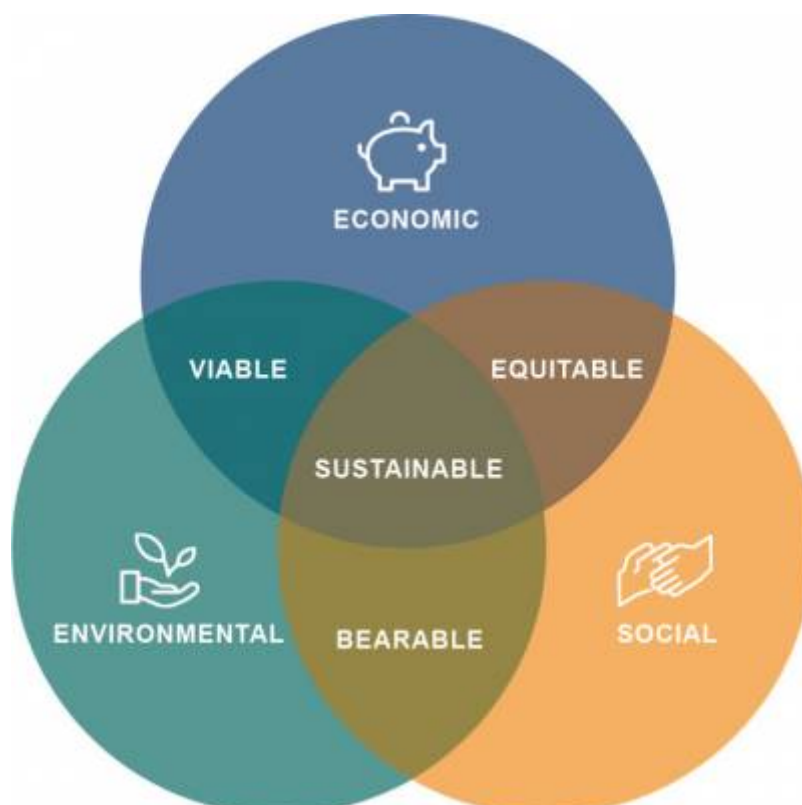 ECONOMIC
VIABLE
EQUITABLE
SUSTAINABLE
ENVIRONMENTAL
BEARABLE
SOCIAL